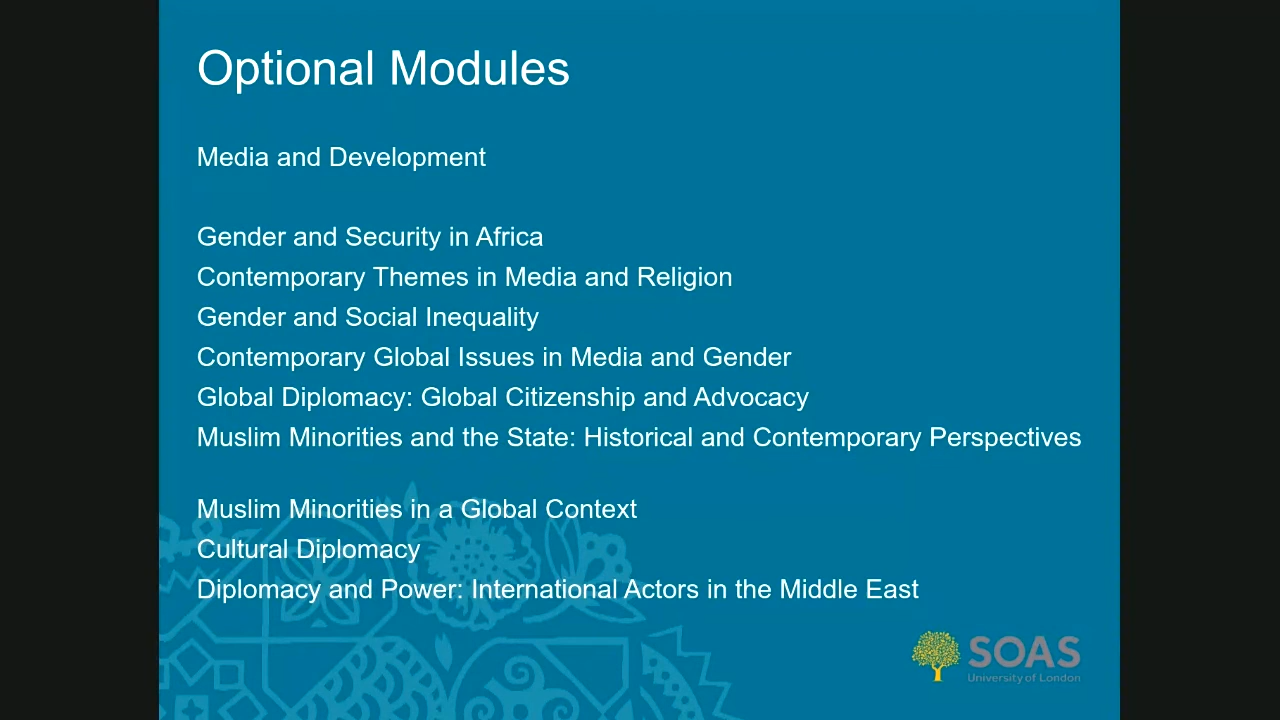 Optional Modules
Media and Development
Gender and Security in Africa
Contemporary Themes in Media and Religion
Gender and Social Inequality
Contemporary Global Issues in Media and Gender
Global Diplomacy: Global Citizenship and Advocacy
Muslim Minorities and the State: Historical and Contemporary Perspectives
Muslim Minorities in a Global Context
Cultural Diplomacy
Diplomacy and Power: International Actors in the Middle East
SOAS
University of London